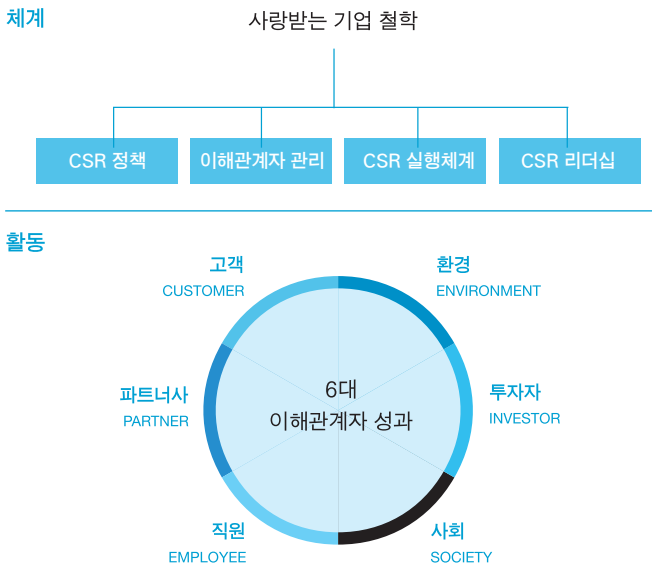 체계
사랑받는 기업 철학
CSR 정책
이해관계자 관리
CSR 실행체계
CSR 리더십
활동
고객
CUSTOMER
환경
ENVIRONMENT
파트너사
PARTNER
6대
이해관계자 성과
투자자
INVESTOR
직원
EMPLOYEE
사회
SOCIETY